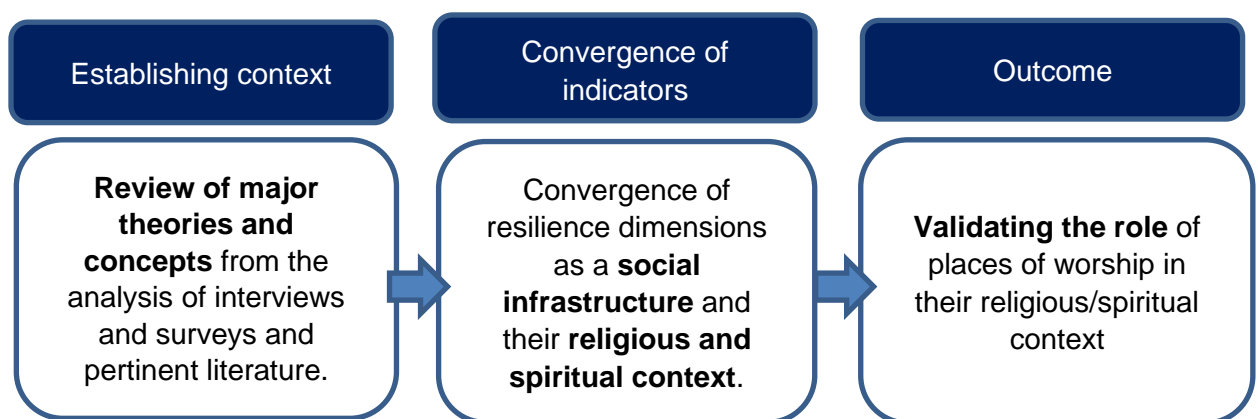 Establishing context
Convergence of
indicators
Outcome
Review of major
theories and
concepts from the
analysis of interviews
and surveys and
pertinent literature.
Convergence of
resilience dimensions
as a social
infrastructure and
their religious and
spiritual context.
Validating the role of
places of worship in
their religious/spiritual
context